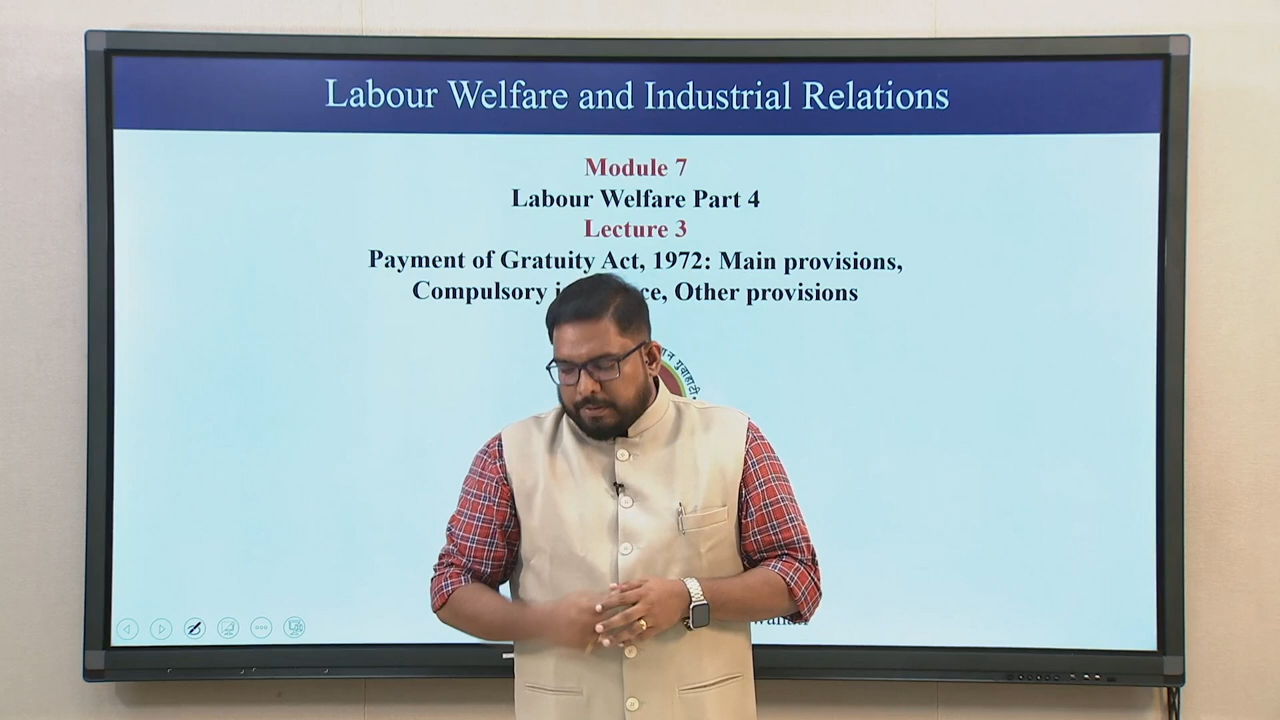 Labour Welfare and Industrial Relations
Module 7
Labour Welfare Part 4
Lecture 3
Payment of Gratuity Act, 1972: Main provisions,
Compulsory Other provisions
गुवाहाटी